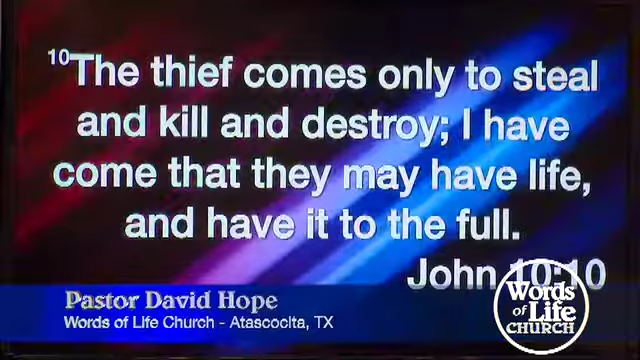 10The thief comes only to steal
and kill and destroy; I have
come that they may have life,
and have it to the full.
John 10:10
Pastor David Hope
Words of Life Church - Atascocita, TX
Words
of Life
CHURCH